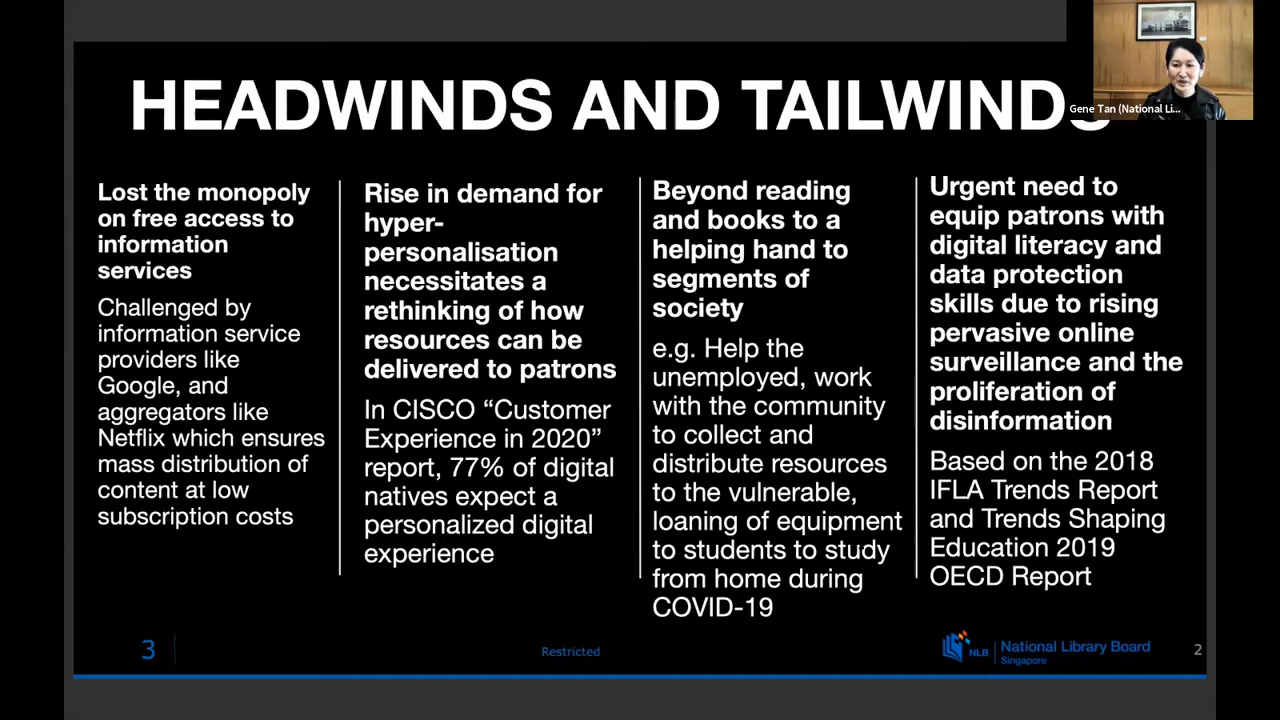 HEADWINDS AND TAILWINDS
Gene Tan (National Li...
Lost the monopoly
on free access to
information
services
Challenged by
information service
providers like
Google, and
aggregators like
Netflix which ensures
mass distribution of
content at low
subscription costs
Rise in demand for
hyper-
personalisation
necessitates a
rethinking of how
resources can be
delivered to patrons
In CISCO “Customer
Experience in 2020”
report, 77% of digital
natives expect a
personalized digital
experience
Beyond reading
and books to a
helping hand to
segments of
society
e.g. Help the
unemployed, work
with the community
to collect and
distribute resources
to the vulnerable,
loaning of equipment
to students to study
from home during
COVID-19
Urgent need to
equip patrons with
digital literacy and
data protection
skills due to rising
pervasive online
surveillance and the
proliferation of
disinformation
Based on the 2018
IFLA Trends Report
and Trends Shaping
Education 2019
OECD Report
3
Restricted
NLB
National Library Board
Singapore
2